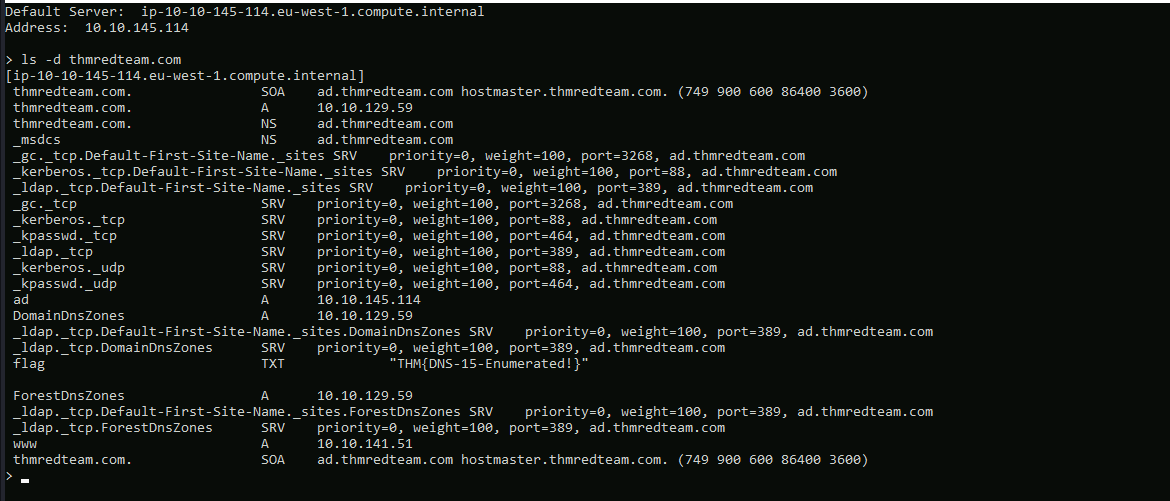 Default Server:  ip-10-10-145-114.eu-west-1.compute.internal
Address:  10.10.145.114
> ls -d thmredteam.com
[ip-10-10-145-114.eu-west-1.compute.internal]
 thmredteam.com.                SOA    ad.thmredteam.com hostmaster.thmredteam.com. (749 900 600 86400 3600)
 thmredteam.com.                A      10.10.129.59
 thmredteam.com.                NS     ad.thmredteam.com
 _msdcs                         NS     ad.thmredteam.com
 _gc._tcp.Default-First-Site-Name._sites SRV    priority=0, weight=100, port=3268, ad.thmredteam.com
 _kerberos._tcp.Default-First-Site-Name._sites SRV    priority=0, weight=100, port=88, ad.thmredteam.com
 _ldap._tcp.Default-First-Site-Name._sites SRV    priority=0, weight=100, port=389, ad.thmredteam.com
 _gc._tcp                       SRV    priority=0, weight=100, port=3268, ad.thmredteam.com
 _kerberos._tcp                 SRV    priority=0, weight=100, port=88, ad.thmredteam.com
 _kpasswd._tcp                  SRV    priority=0, weight=100, port=464, ad.thmredteam.com
 _ldap._tcp                     SRV    priority=0, weight=100, port=389, ad.thmredteam.com
 _kerberos._udp                 SRV    priority=0, weight=100, port=88, ad.thmredteam.com
 _kpasswd._udp                  SRV    priority=0, weight=100, port=464, ad.thmredteam.com
 ad                             A      10.10.145.114
 DomainDnsZones                 A      10.10.129.59
 _ldap._tcp.Default-First-Site-Name._sites.DomainDnsZones SRV    priority=0, weight=100, port=389, ad.thmredteam.com
 _ldap._tcp.DomainDnsZones      SRV    priority=0, weight=100, port=389, ad.thmredteam.com
 flag                           TXT             "THM{DNS-15-Enumerated!}"
 ForestDnsZones                 A      10.10.129.59
 _ldap._tcp.Default-First-Site-Name._sites.ForestDnsZones SRV    priority=0, weight=100, port=389, ad.thmredteam.com
 _ldap._tcp.ForestDnsZones      SRV    priority=0, weight=100, port=389, ad.thmredteam.com
 www                            A      10.10.141.51
 thmredteam.com.                SOA    ad.thmredteam.com hostmaster.thmredteam.com. (749 900 600 86400 3600)
>